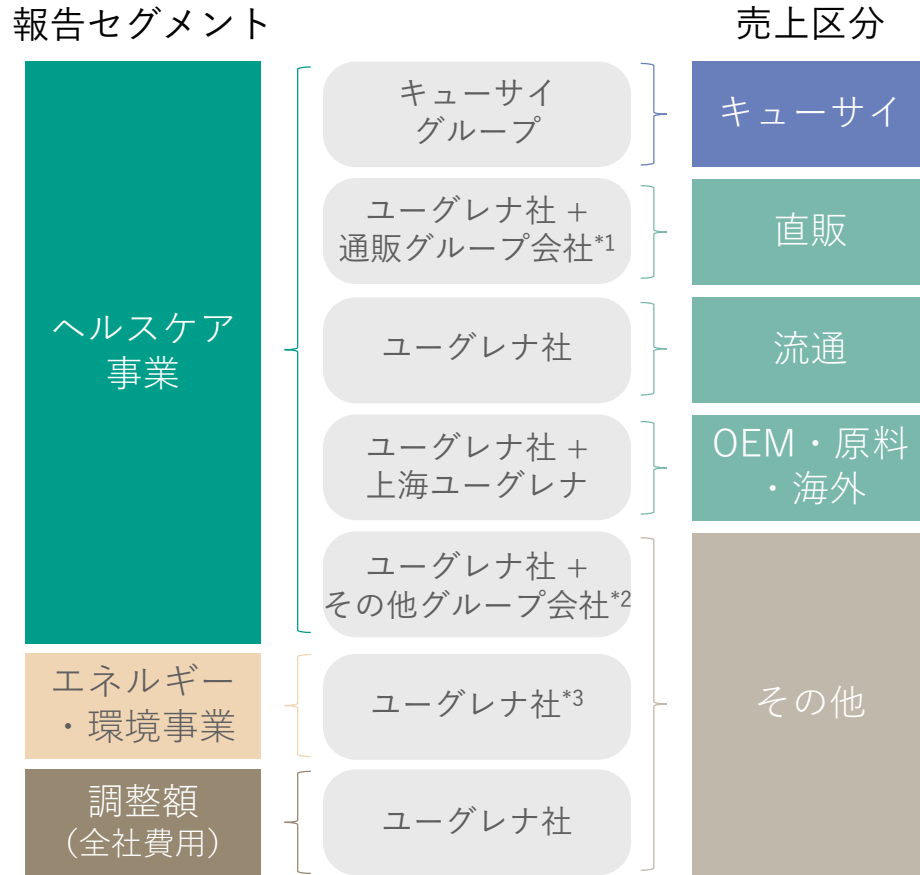 報告セグメント
売上区分
ヘルスケア
事業
エネルギー
・環境事業
調整額
(全社費用)
キューサイ
グループ
ユーグレナ社 +
通販グループ会社*1
ユーグレナ社
ユーグレナ社 +
上海ユーグレナ
ユーグレナ社 +
その他グループ会社*2
ユーグレナ社*3
ユーグレナ社
キューサイ
直販
流通
OEM・原料
・海外
その他